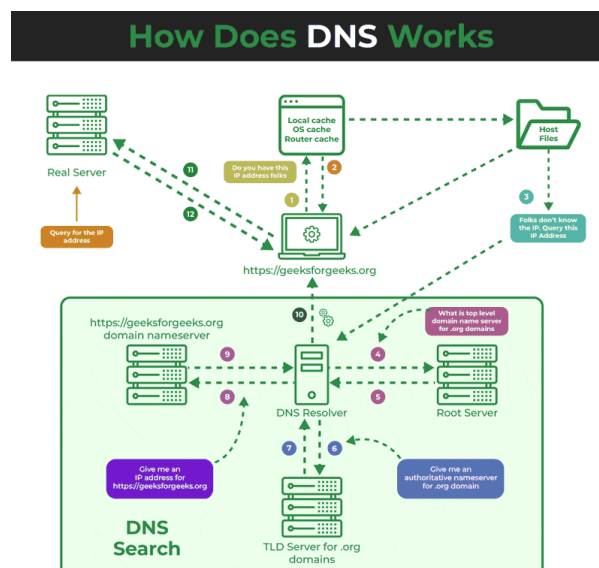 How Does DNS Works
Local cache
OS cache
Router cache
Host
Files
Real Server
Do you have this
IP address folks
1
2
3
11
12
Query for the IP
address
Folks don't know
the IP. Query this
IP Address
https://geeksforgeeks.org
10
What is top level
domain name server
for .org domains
https://geeksforgeeks.org
domain nameserver
9
4
8
5
DNS Resolver
Root Server
7
6
Give me an
IP address for
https://geeksforgeeks.org
Give me an
authoritative nameserver
for .org domain
DNS
Search
TLD Server for .org
domains